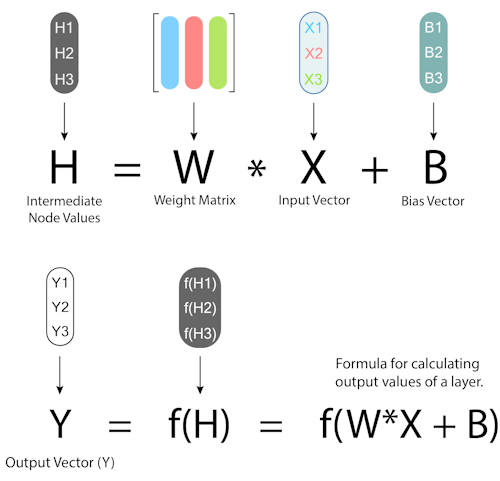 H1
H2
H3
X1
X2
X3
B1
B2
B3
H = W * X + B
Intermediate
Node Values
Weight Matrix
Input Vector
Bias Vector
Y1
Y2
Y3
f(H1)
f(H2)
f(H3)
Formula for calculating
output values of a layer.
Y = f(H) = f(W*X + B)
Output Vector (Y)